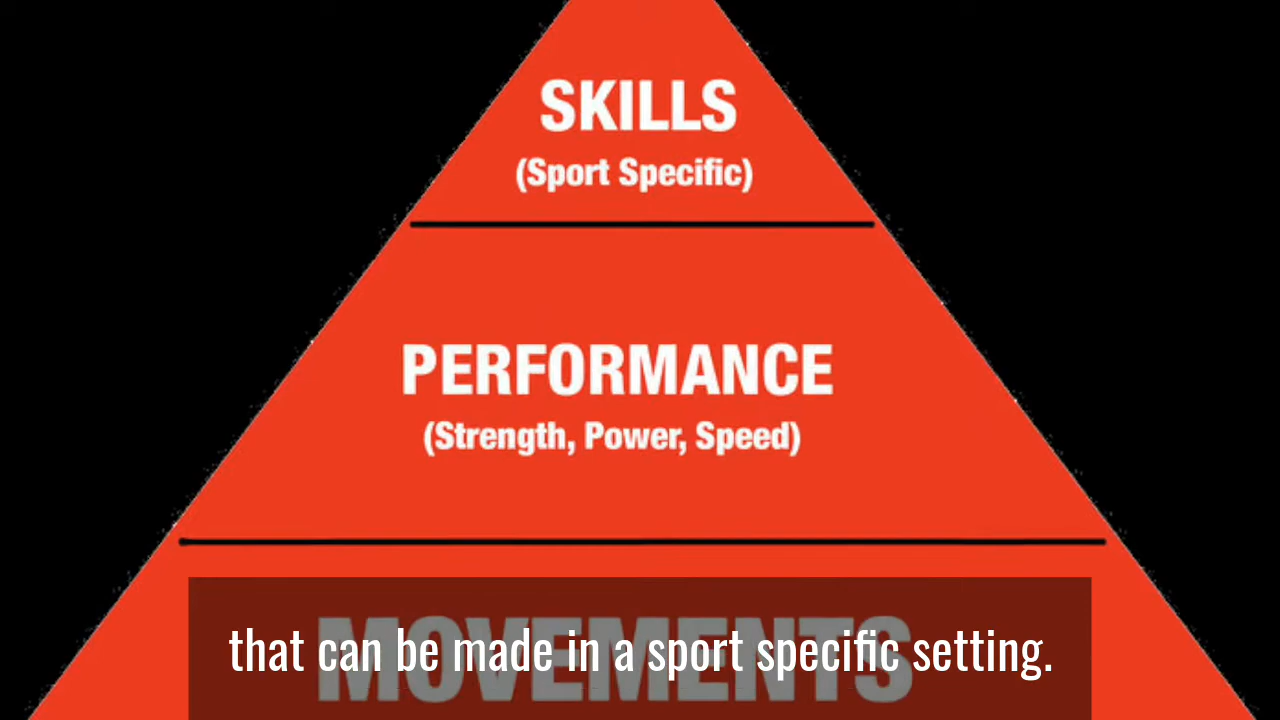 SKILLS
(Sport Specific)
PERFORMANCE
(Strength, Power, Speed)
MOVEMENTS
that can be made in a sport specific setting.